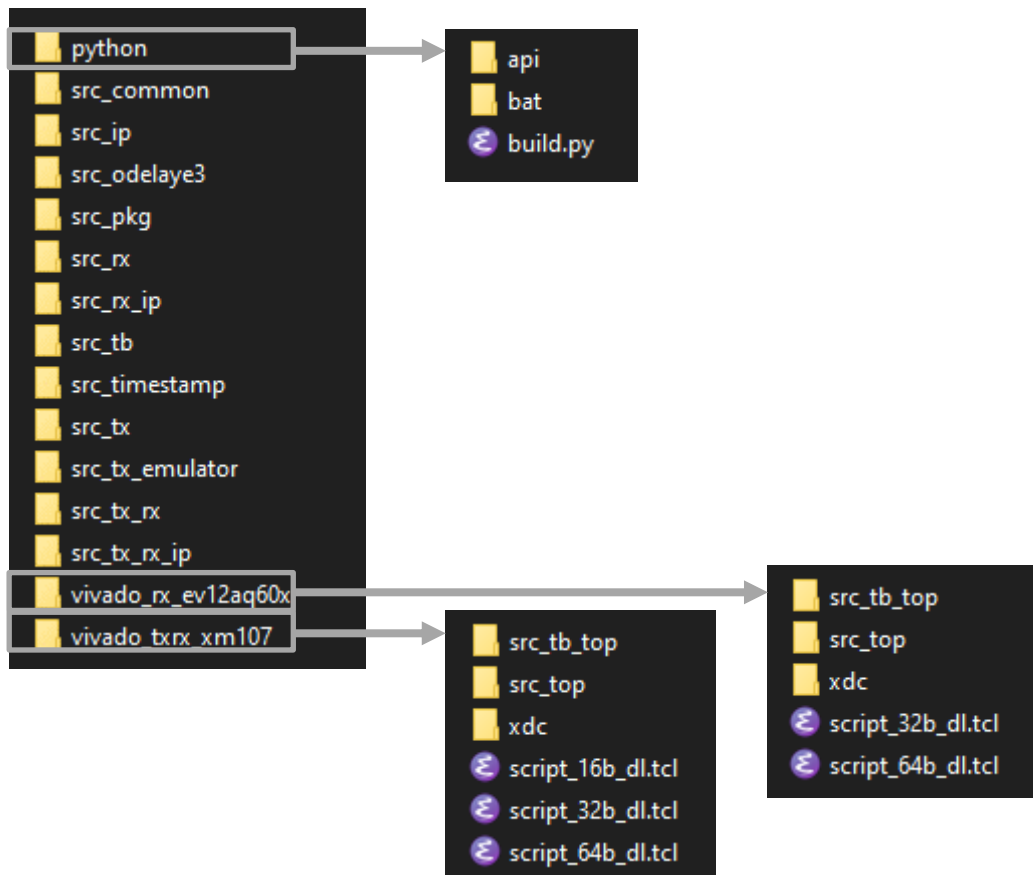 python
src_common
src_ip
src_odelaye3
src_pkg
src_rx
src_rx_ip
src_tb
src_timestamp
src_tx
src_tx_emulator
src_tx_rx
src_tx_rx_ip
vivado_rx_ev12aq60x
vivado_txrx_xm107
api
bat
build.py
src_tb_top
src_top
xdc
script_16b_dl.tcl
script_32b_dl.tcl
script_64b_dl.tcl
src_tb_top
src_top
xdc
script_32b_dl.tcl
script_64b_dl.tcl